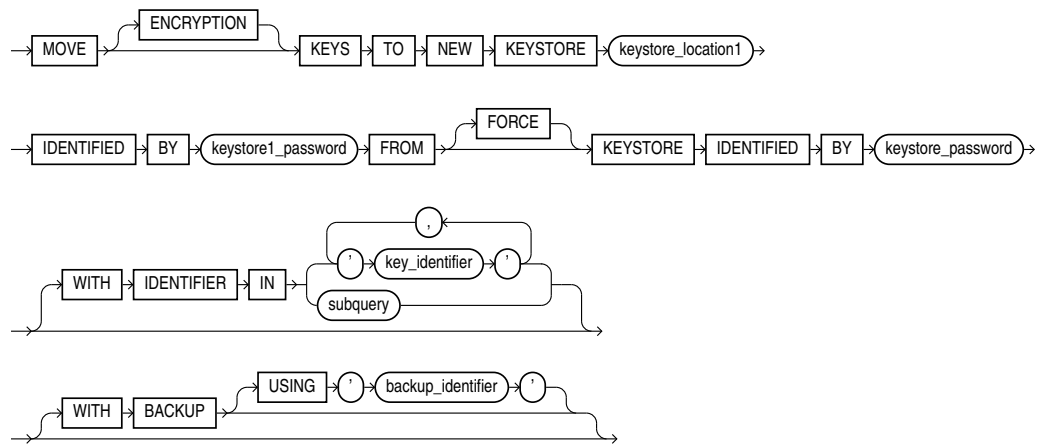 ENCRYPTION
MOVE KEYS TO NEW KEYSTORE keystore_location1
FORCE
IDENTIFIED BY keystore1_password FROM KEYSTORE IDENTIFIED BY keystore_password
,
WITH IDENTIFIER IN ' key_identifier '
subquery
USING ' backup_identifier '
WITH BACKUP